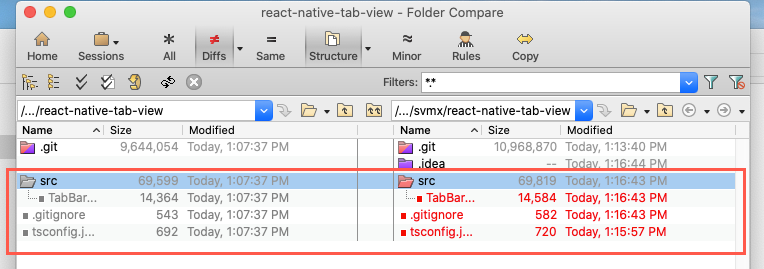 react-native-tab-view - Folder Compare
Home Sessions All Diffs Same Structure Minor Rules Copy
Filters: *.*
/.../react-native-tab-view /.../svmx/react-native-tab-view
Name Size Modified Name Size Modified
.git 9,644,054 Today, 1:07:37 PM .git 10,968,870 Today, 1:13:40 PM
.idea -- Today, 1:16:44 PM
src 69,599 Today, 1:07:37 PM src 69,819 Today, 1:16:43 PM
TabBar... 14,364 Today, 1:07:37 PM TabBar... 14,584 Today, 1:16:43 PM
.gitignore 543 Today, 1:07:37 PM .gitignore 582 Today, 1:16:43 PM
tsconfig.j... 692 Today, 1:07:37 PM tsconfig.j... 720 Today, 1:15:57 PM